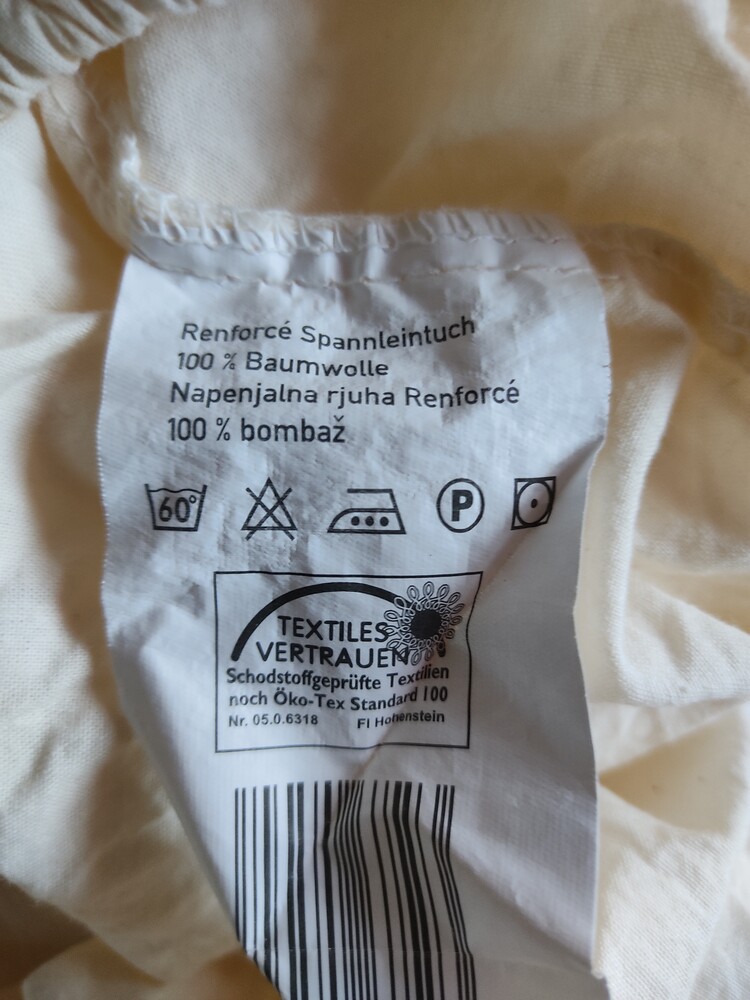 Renforcé Spannleintuch
100 % Baumwolle
Napenjalna rjuha Renforcé
100 % bombaž
60°
P
TEXTILES
VERTRAUEN
Schodstoffgeprüfte Textilien
noch Öko-Tex Standard 100
Nr. 05.0.6318 FI Hohenstein